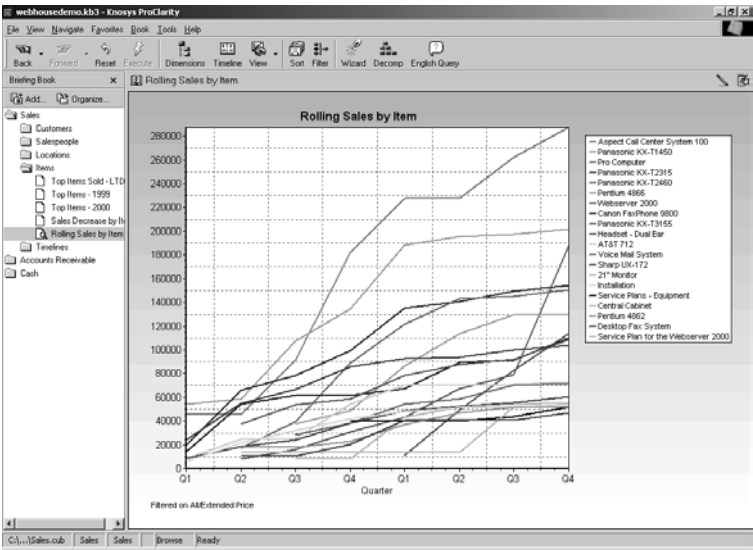 webhousedemo.kb3 - Knosys ProClarity
File View Navigate Favorites Book Tools Help
Back Forward Reset Execute Dimensions Timeline View Sort Filter Wizard Decomp English Query
Briefing Book
Rolling Sales by Item
Add... Organize...
Sales
Customers
Salespeople
Locations
Items
Top Items Sold - LTD
Top Items - 1999
Top Items - 2000
Sales Decrease by It
Rolling Sales by Item
Timelines
Accounts Receivable
Cash
Rolling Sales by Item
280000
260000
240000
220000
200000
180000
160000
140000
120000
100000
80000
60000
40000
20000
0
Q1 Q2 Q3 Q4 Q1 Q2 Q3 Q4
Quarter
Filtered on All/Extended Price
Aspect Call Center System 100
Panasonic KX-T1450
Pro Computer
Panasonic KX-T2315
Panasonic KX-T2460
Pentium 4866
Webserver 2000
Canon FaxPhone 9800
Panasonic KX-T3155
Headset - Dual Ear
AT&T 712
Voice Mail System
Sharp UX-172
21" Monitor
Installation
Service Plans - Equipment
Central Cabinet
Pentium 4862
Desktop Fax System
Service Plan for the Webserver 2000
C:\...\Sales.cub Sales Sales Browse Ready